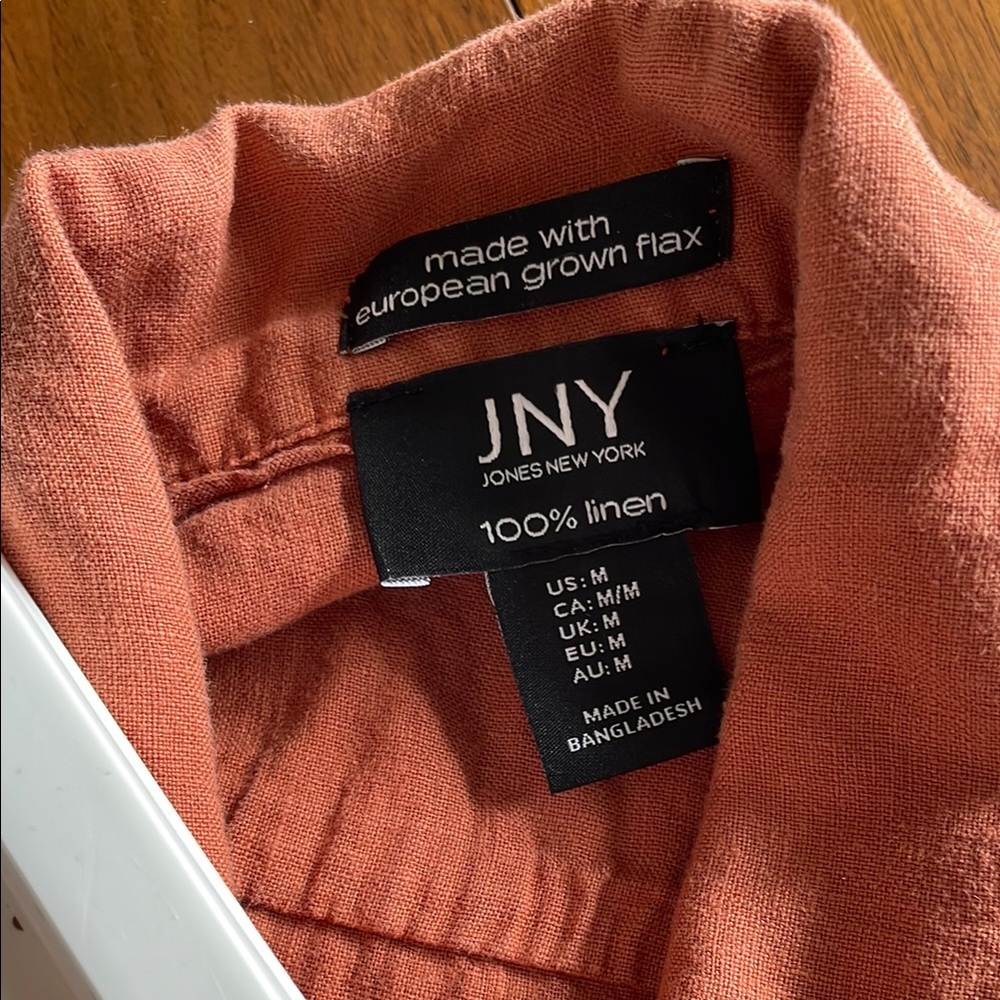 made with
european grown flax
JNY
JONES NEW YORK
100% linen
US: M
CA: M/M
UK: M
EU: M
AU: M
MADE IN
BANGLADESH